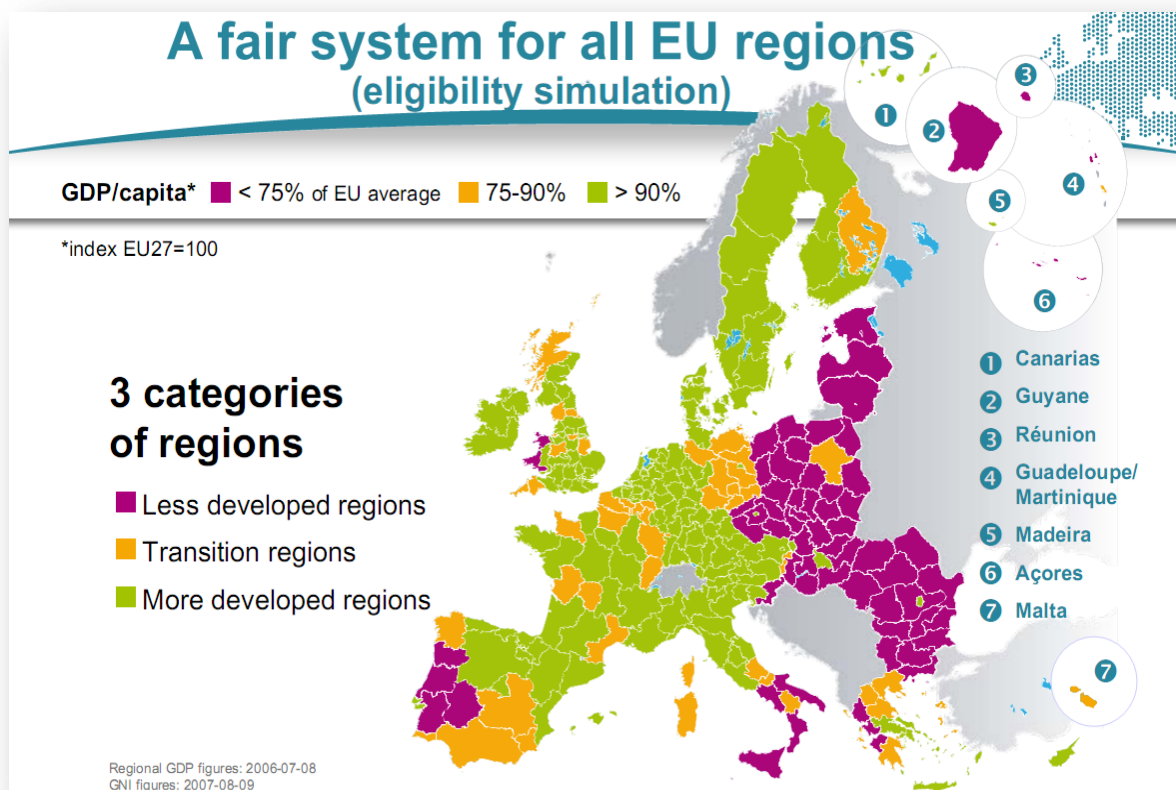 A fair system for all EU regions
(eligibility simulation)
GDP/capita* < 75% of EU average 75-90% > 90%
*index EU27=100
3 categories
of regions
Less developed regions
Transition regions
More developed regions
1
2
3
4
5
6
7
1 Canarias
2 Guyane
3 Réunion
4 Guadeloupe/
Martinique
5 Madeira
6 Açores
7 Malta
Regional GDP figures: 2006-07-08
GNI figures: 2007-08-09